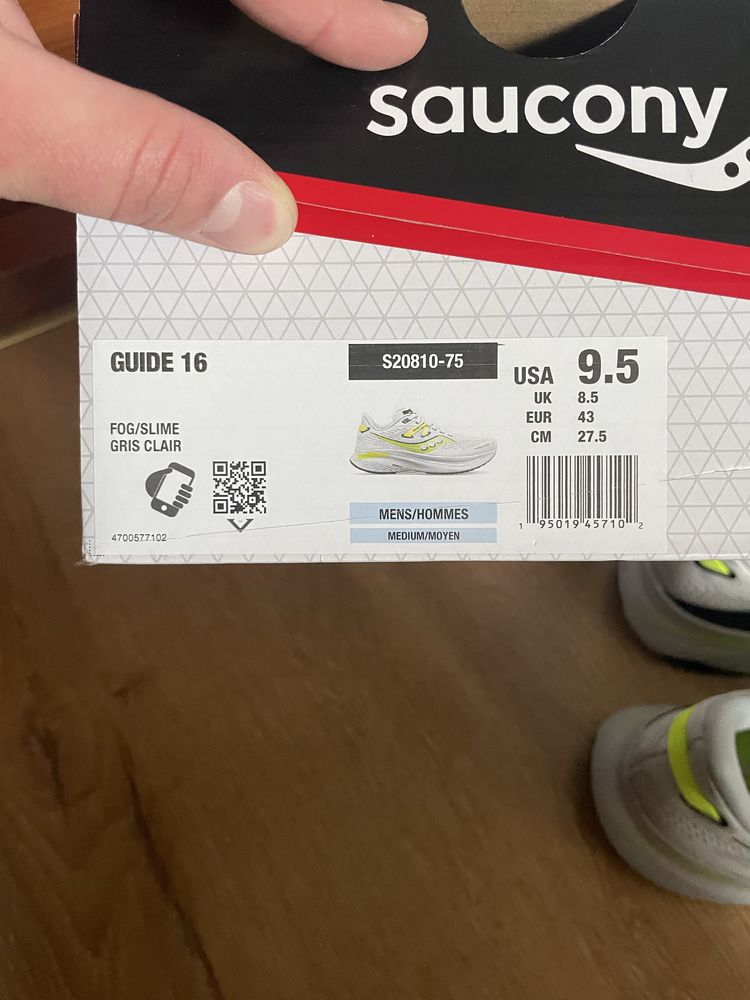 saucony
GUIDE 16
S20810-75
USA 9.5
UK 8.5
EUR 43
CM 27.5
FOG/SLIME
GRIS CLAIR
MENS/HOMMES
MEDIUM/MOYEN
4700577102
1 95019 45710 2